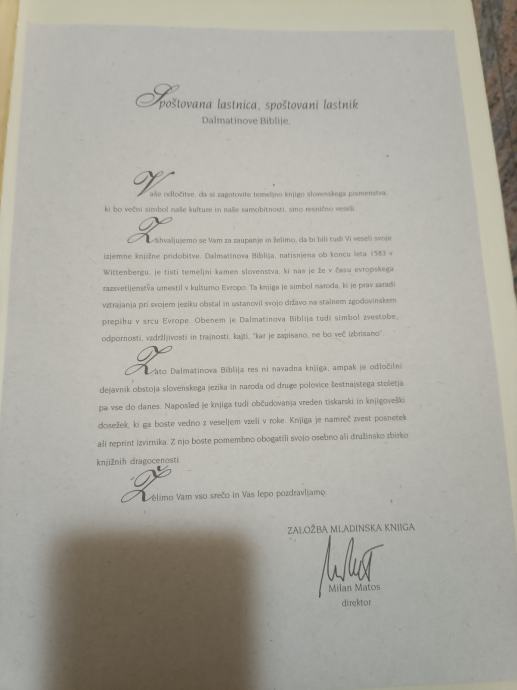 Spoštovana lastnica, spoštovani lastnik
Dalmatinove Biblije,
Vaše odločitve, da si zagotovite temeljno knjigo slovenskega pismenstva,
ki bo večni simbol naše kulture in naše samobitnosti, smo resnično veseli.
Zahvaljujemo se Vam za zaupanje in želimo, da bi bili tudi Vi veseli svoje
izjemne knjižne pridobitve. Dalmatinova Biblija, natisnjena ob koncu leta 1583 v
Wittenbergu, je tisti temeljni kamen slovenstva, ki nas je že v času evropskega
razsvetljenstva umestil v kulturno Evropo. Ta knjiga je simbol naroda, ki je prav zaradi
vztrajanja pri svojem jeziku obstal in ustanovil svojo državo na stalnem zgodovinskem
prepihu v srcu Evrope. Obenem je Dalmatinova Biblija tudi simbol zvestobe,
odpornosti, vzdržljivosti in trajnosti, kajti, "kar je zapisano, ne bo več izbrisano".
Zato Dalmatinova Biblija res ni navadna knjiga, ampak je odločilni
dejavnik obstoja slovenskega jezika in naroda od druge polovice šestnajstega stoletja
pa vse do danes. Naposled je knjiga tudi občudovanja vreden tiskarski in knjigoveški
dosežek, ki ga boste vedno z veseljem vzeli v roke. Knjiga je namreč zvest posnetek
ali reprint izvirnika. Z njo boste pomembno obogatili svojo osebno ali družinsko zbirko
knjižnih dragocenosti.
Želimo Vam vso srečo in Vas lepo pozdravljamo.
ZALOŽBA MLADINSKA KNJIGA
Milan Matos
direktor